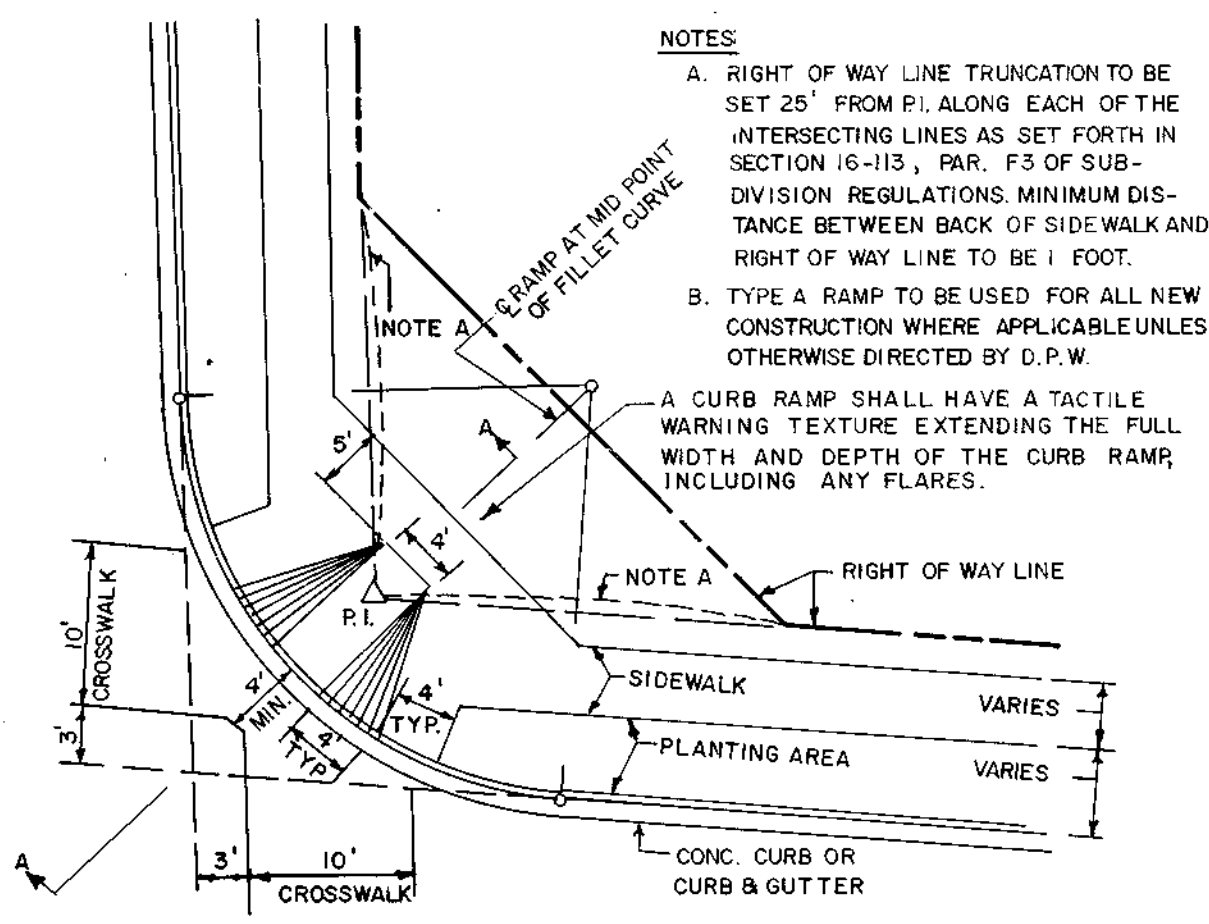 NOTES:
A. RIGHT OF WAY LINE TRUNCATION TO BE
SET 25' FROM P.I. ALONG EACH OF THE
INTERSECTING LINES AS SET FORTH IN
SECTION 16-113, PAR. F3 OF SUB-
DIVISION REGULATIONS. MINIMUM DIS-
TANCE BETWEEN BACK OF SIDEWALK AND
RIGHT OF WAY LINE TO BE 1 FOOT.
B. TYPE A RAMP TO BE USED FOR ALL NEW
CONSTRUCTION WHERE APPLICABLE UNLES
OTHERWISE DIRECTED BY D.P.W.
A CURB RAMP SHALL HAVE A TACTILE
WARNING TEXTURE EXTENDING THE FULL
WIDTH AND DEPTH OF THE CURB RAMP,
INCLUDING ANY FLARES.
℄ RAMP AT MID POINT
OF FILLET CURVE
NOTE A
A
5'
4'
NOTE A
RIGHT OF WAY LINE
P.I.
10'
CROSSWALK
3'
4'
MIN.
4'
TYP.
4'
TYP.
SIDEWALK
PLANTING AREA
VARIES
VARIES
A
3'
10'
CROSSWALK
CONC. CURB OR
CURB & GUTTER